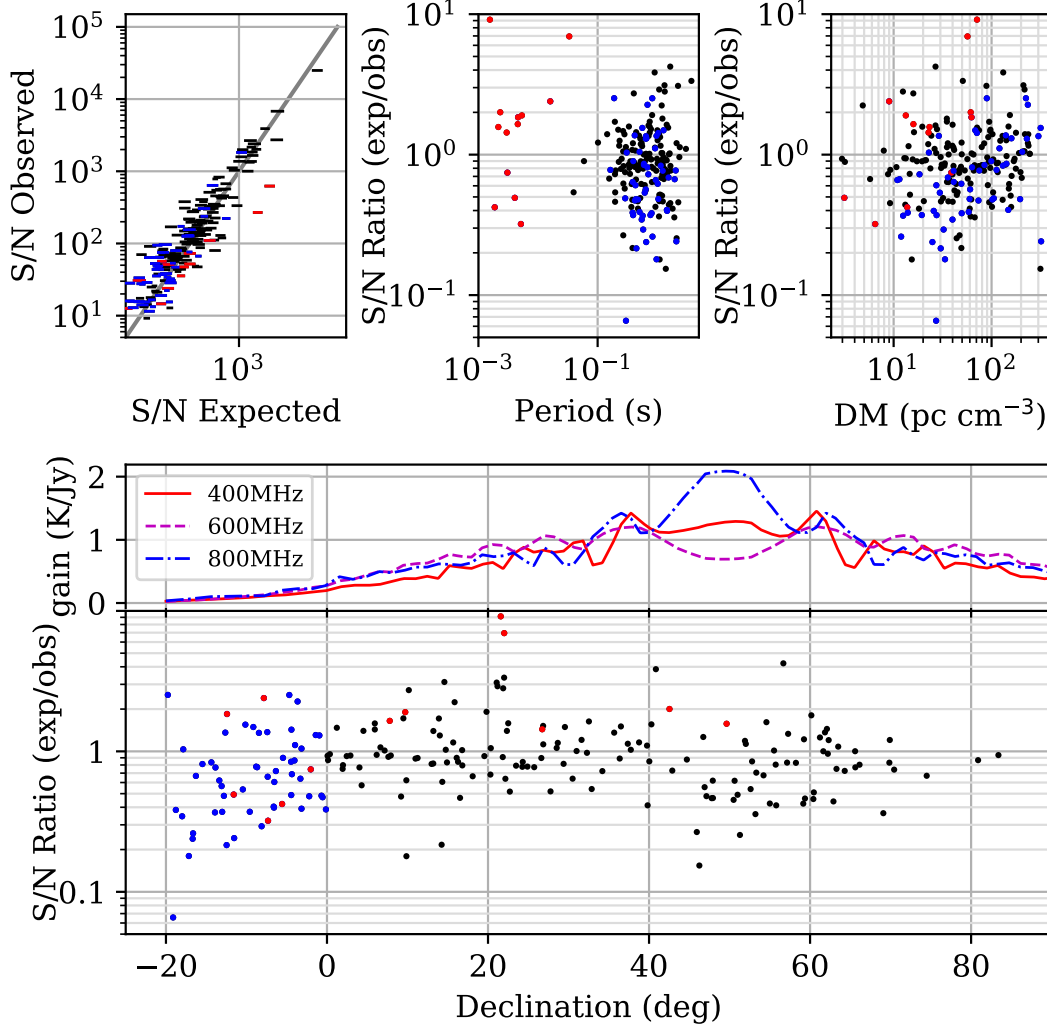 10^5
10^4
10^3
10^2
10^1
S/N Observed
10^3
S/N Expected
10^1
10^0
10^{-1}
S/N Ratio (exp/obs)
10^{-3}
10^{-1}
Period (s)
10^1
10^0
10^{-1}
S/N Ratio (exp/obs)
10^1
10^2
DM (pc cm^{-3})
2
1
0
gain (K/Jy)
400MHz
600MHz
800MHz
1
0.1
S/N Ratio (exp/obs)
−20
0
20
40
60
80
Declination (deg)